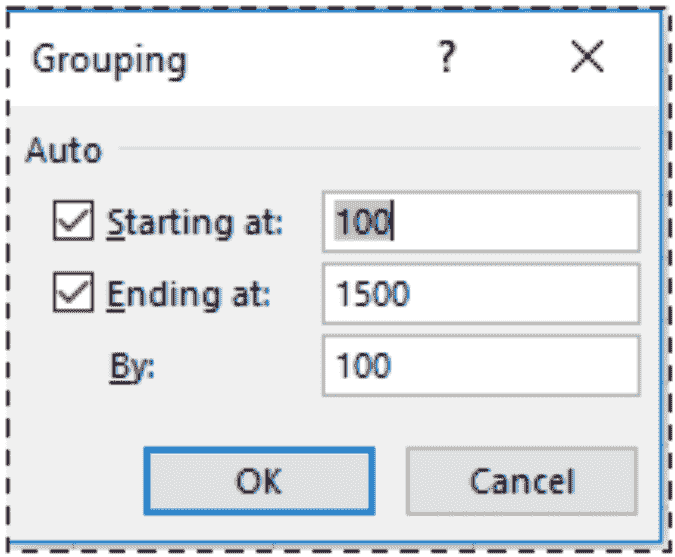 Grouping ? ×
Auto
Starting at: 100
Ending at: 1500
By: 100
OK Cancel